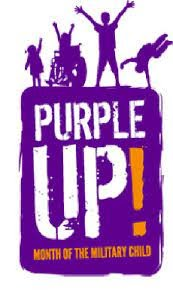 PURPLE
UP!
MONTH OF THE MILITARY CHILD